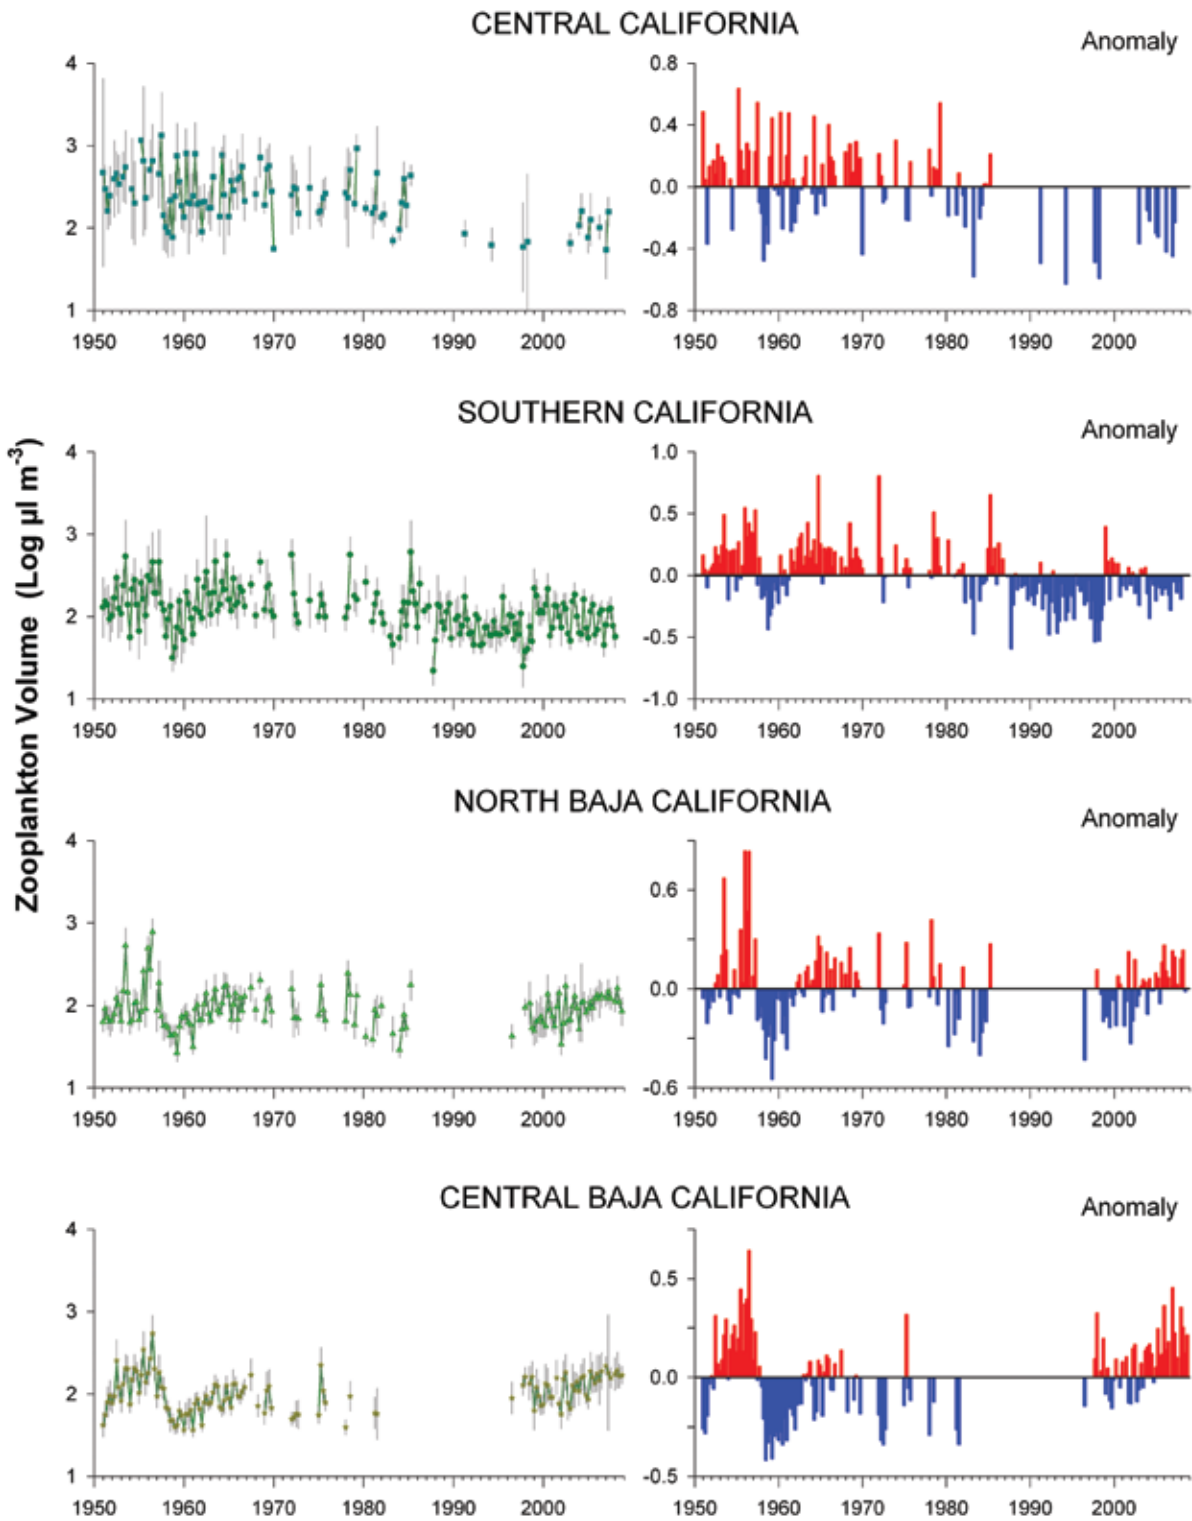 CENTRAL CALIFORNIA
Anomaly
4
3
2
1
1950 1960 1970 1980 1990 2000
0.8
0.4
0.0
-0.4
-0.8
1950 1960 1970 1980 1990 2000
Zooplankton Volume (Log µl m-3)
SOUTHERN CALIFORNIA
Anomaly
4
3
2
1
1950 1960 1970 1980 1990 2000
1.0
0.5
0.0
-0.5
-1.0
1950 1960 1970 1980 1990 2000
NORTH BAJA CALIFORNIA
Anomaly
4
3
2
1
1950 1960 1970 1980 1990 2000
0.6
0.0
-0.6
1950 1960 1970 1980 1990 2000
CENTRAL BAJA CALIFORNIA
Anomaly
4
3
2
1
1950 1960 1970 1980 1990 2000
0.5
0.0
-0.5
1950 1960 1970 1980 1990 2000